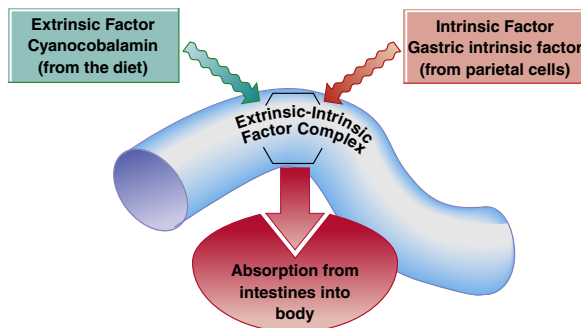 Extrinsic Factor
Cyanocobalamin
(from the diet)
Intrinsic Factor
Gastric intrinsic factor
(from parietal cells)
Extrinsic-Intrinsic
Factor Complex
Absorption from
intestines into
body